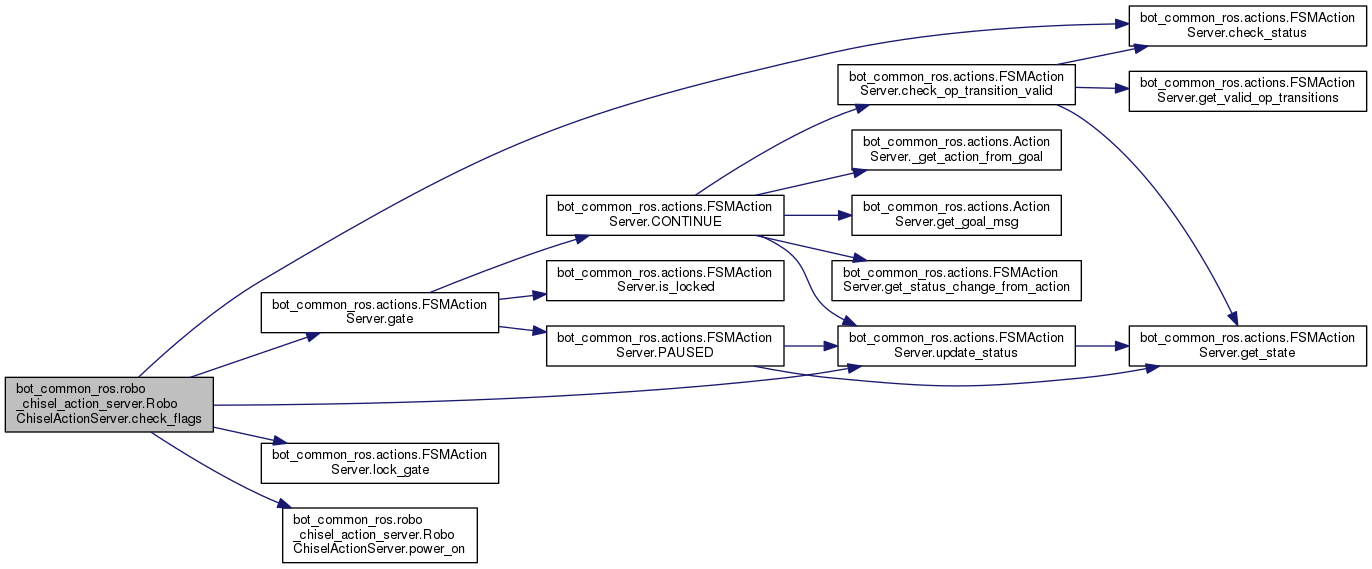 bot_common_ros.actions.FSMAction
Server.check_status
bot_common_ros.actions.FSMAction
Server.check_op_transition_valid
bot_common_ros.actions.FSMAction
Server.get_valid_op_transitions
bot_common_ros.actions.Action
Server._get_action_from_goal
bot_common_ros.actions.FSMAction
Server.CONTINUE
bot_common_ros.actions.Action
Server.get_goal_msg
bot_common_ros.actions.FSMAction
Server.is_locked
bot_common_ros.actions.FSMAction
Server.get_status_change_from_action
bot_common_ros.actions.FSMAction
Server.gate
bot_common_ros.actions.FSMAction
Server.PAUSED
bot_common_ros.actions.FSMAction
Server.update_status
bot_common_ros.actions.FSMAction
Server.get_state
bot_common_ros.robo
_chisel_action_server.Robo
ChiselActionServer.check_flags
bot_common_ros.actions.FSMAction
Server.lock_gate
bot_common_ros.robo
_chisel_action_server.Robo
ChiselActionServer.power_on